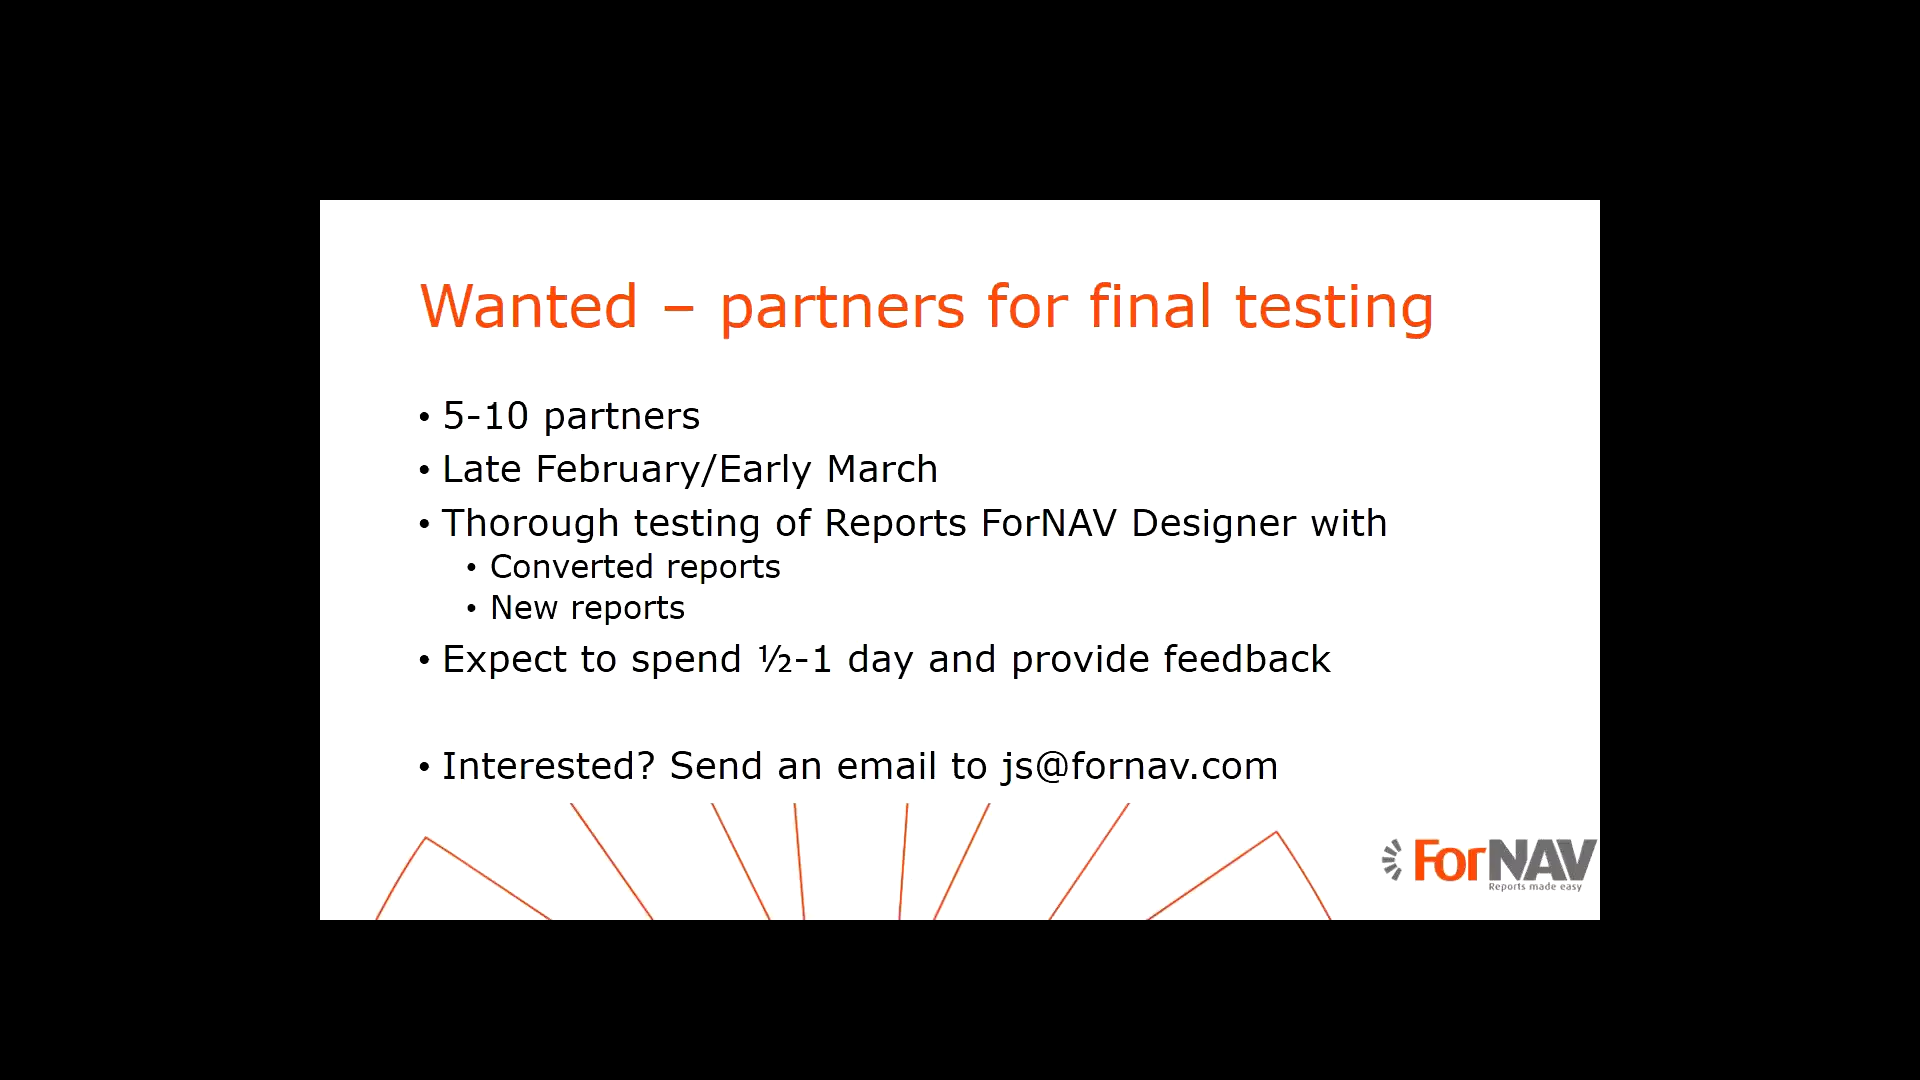 Wanted – partners for final testing
• 5-10 partners
• Late February/Early March
• Thorough testing of Reports ForNAV Designer with
• Converted reports
• New reports
• Expect to spend ½-1 day and provide feedback
• Interested? Send an email to js@fornav.com
ForNAV
Reports made easy